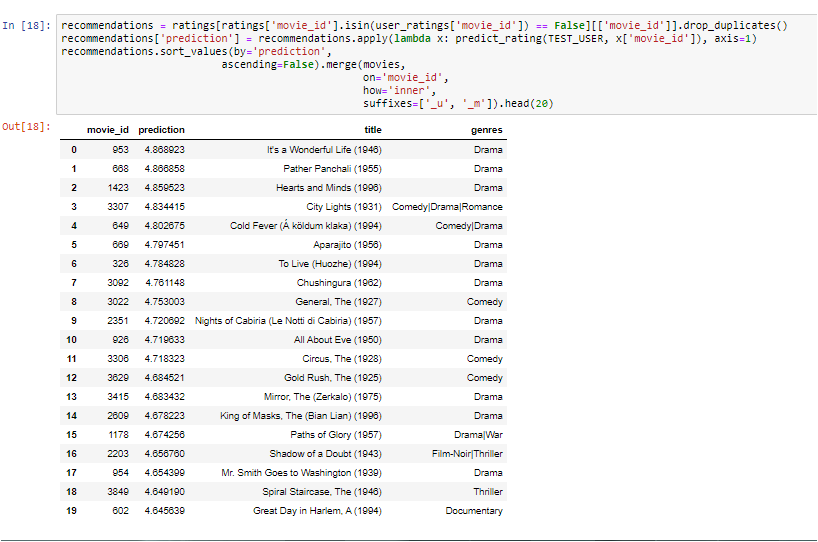 In [18]: recommendations = ratings[ratings['movie_id'].isin(user_ratings['movie_id']) == False][['movie_id']].drop_duplicates()
recommendations['prediction'] = recommendations.apply(lambda x: predict_rating(TEST_USER, x['movie_id']), axis=1)
recommendations.sort_values(by='prediction',
ascending=False).merge(movies,
on='movie_id',
how='inner',
suffixes=['_u', '_m']).head(20)
Out[18]:
movie_id prediction title genres
0 953 4.868923 It's a Wonderful Life (1946) Drama
1 668 4.866858 Pather Panchali (1955) Drama
2 1423 4.859523 Hearts and Minds (1996) Drama
3 3307 4.834415 City Lights (1931) Comedy|Drama|Romance
4 649 4.802675 Cold Fever (Á köldum klaka) (1994) Comedy|Drama
5 669 4.797451 Aparajito (1956) Drama
6 326 4.784828 To Live (Huozhe) (1994) Drama
7 3092 4.761148 Chushingura (1962) Drama
8 3022 4.753003 General, The (1927) Comedy
9 2351 4.720692 Nights of Cabiria (Le Notti di Cabiria) (1957) Drama
10 926 4.719633 All About Eve (1950) Drama
11 3306 4.718323 Circus, The (1928) Comedy
12 3629 4.684521 Gold Rush, The (1925) Comedy
13 3415 4.683432 Mirror, The (Zerkalo) (1975) Drama
14 2609 4.678223 King of Masks, The (Bian Lian) (1996) Drama
15 1178 4.674256 Paths of Glory (1957) Drama|War
16 2203 4.656760 Shadow of a Doubt (1943) Film-Noir|Thriller
17 954 4.654399 Mr. Smith Goes to Washington (1939) Drama
18 3849 4.649190 Spiral Staircase, The (1946) Thriller
19 602 4.645639 Great Day in Harlem, A (1994) Documentary